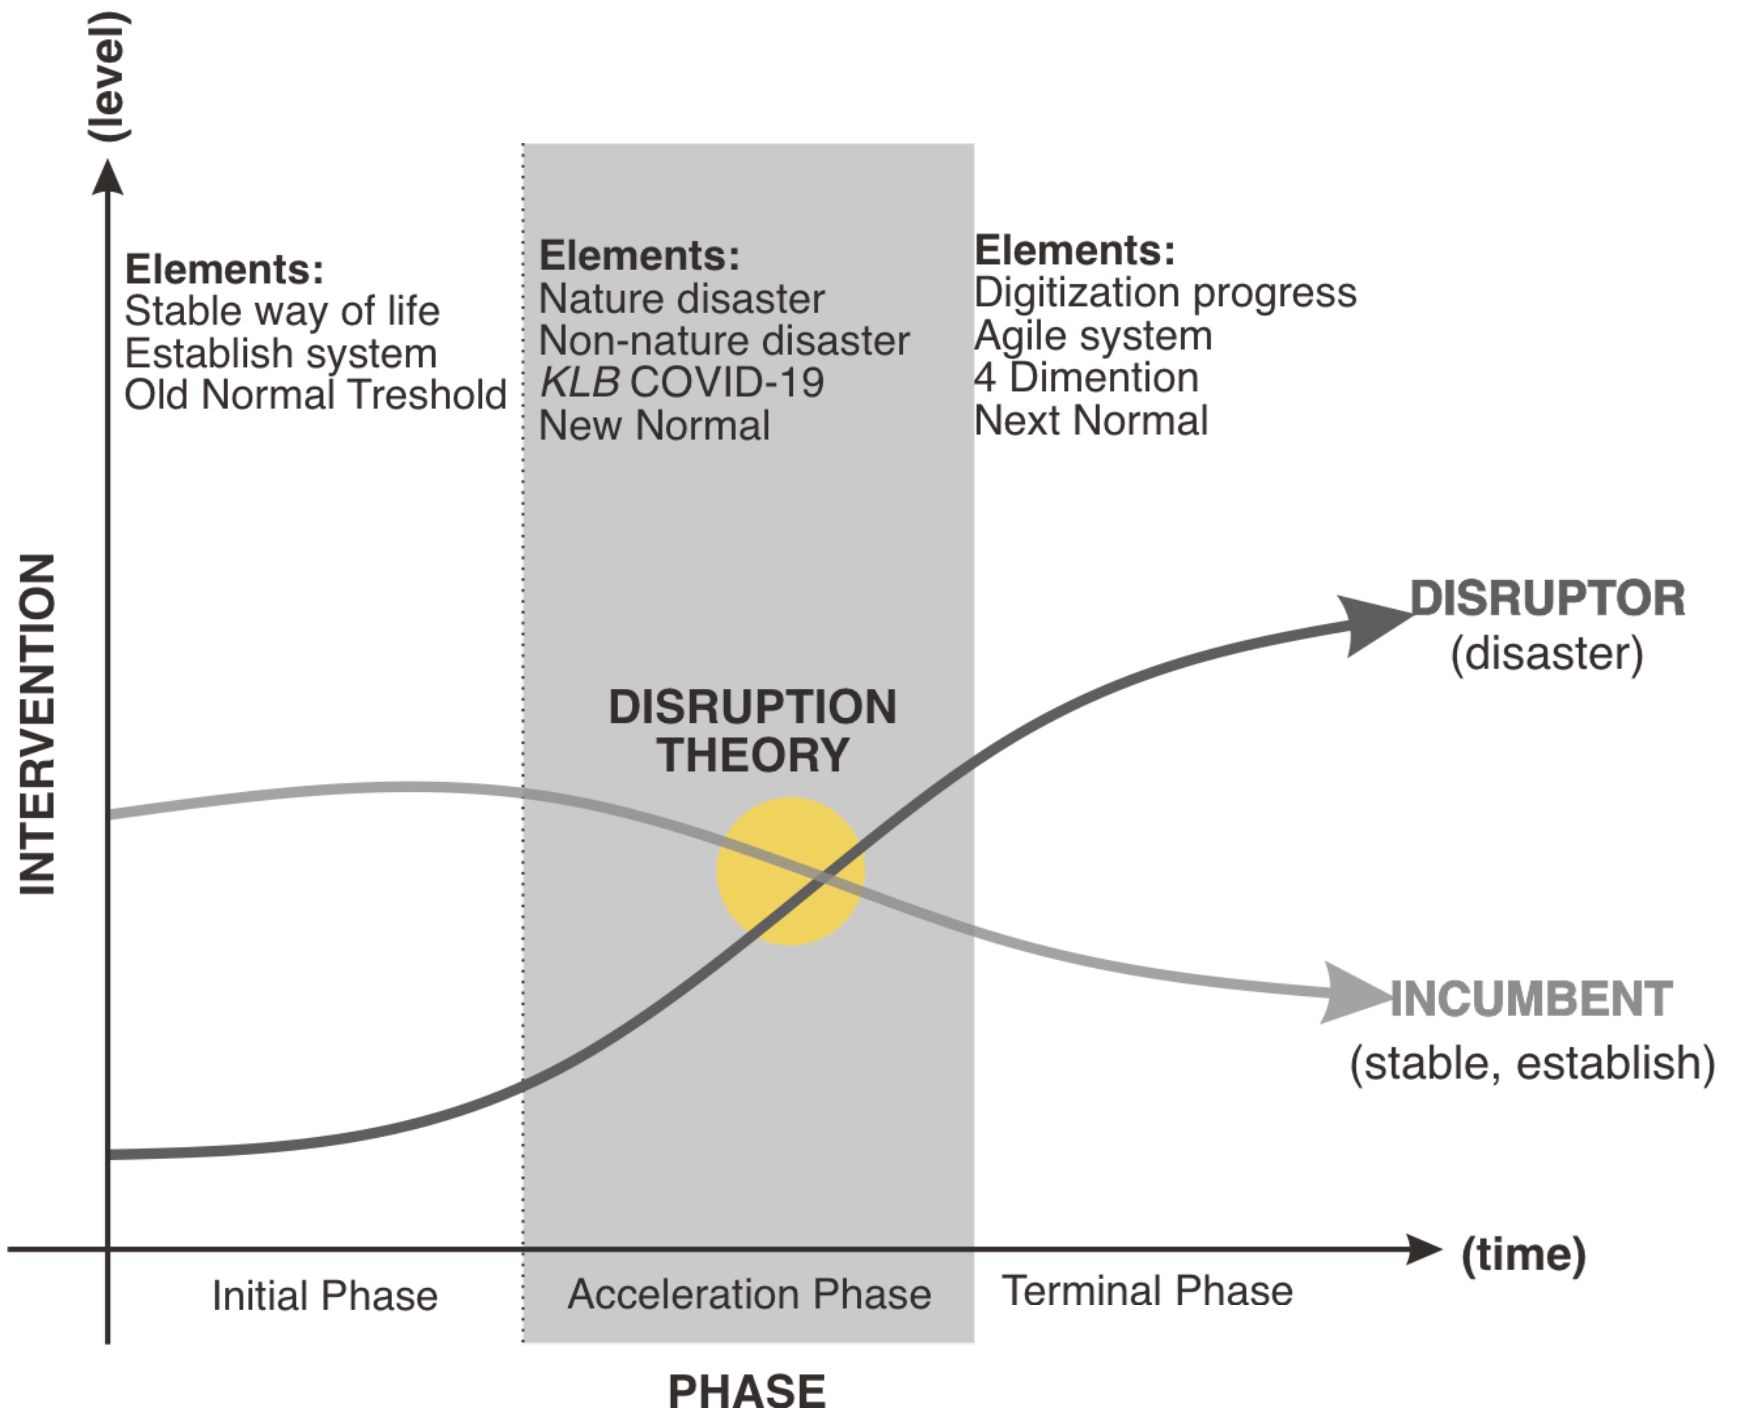 (level)
INTERVENTION
Elements:
Stable way of life
Establish system
Old Normal Treshold
Elements:
Nature disaster
Non-nature disaster
KLB COVID-19
New Normal
Elements:
Digitization progress
Agile system
4 Dimention
Next Normal
DISRUPTION
THEORY
DISRUPTOR
(disaster)
INCUMBENT
(stable, establish)
(time)
Initial Phase
Acceleration Phase
Terminal Phase
PHASE